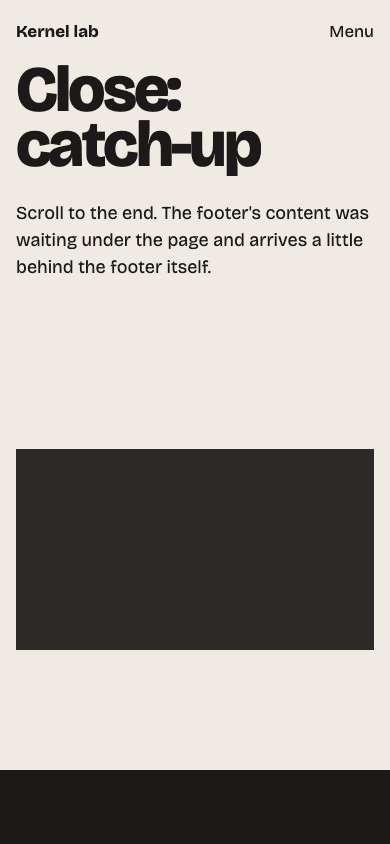 Kernel lab
Menu
Close:
catch-up
Scroll to the end. The footer's content was
waiting under the page and arrives a little
behind the footer itself.